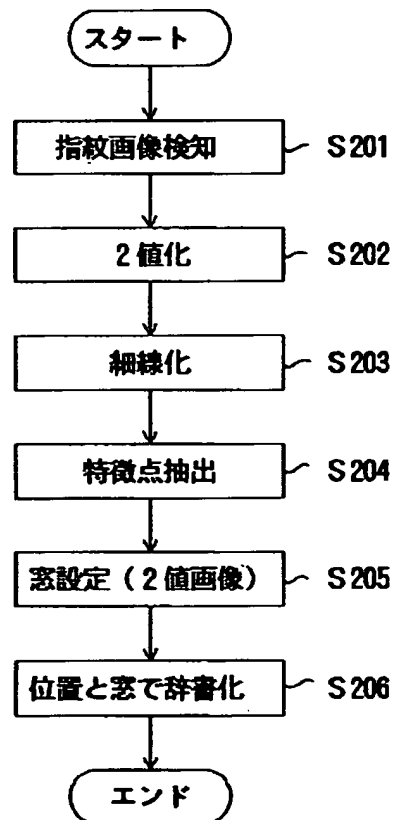 スタート
指紋画像検知 S201
2値化 S202
細線化 S203
特徴点抽出 S204
窓設定(2値画像) S205
位置と窓で辞書化 S206
エンド